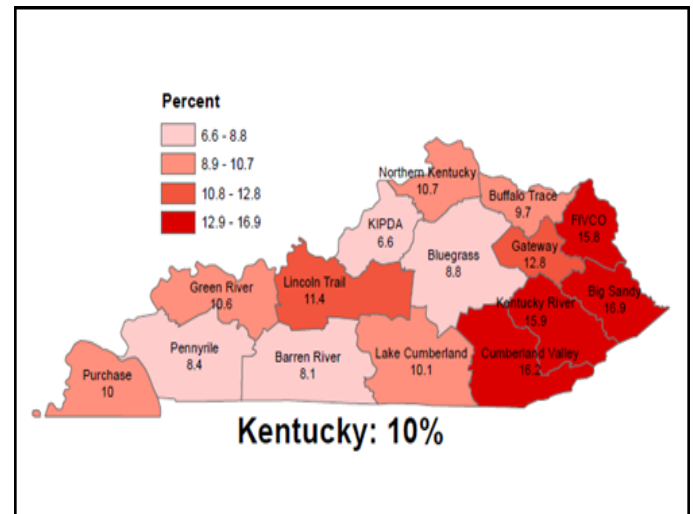 Percent
6.6 - 8.8
8.9 - 10.7
10.8 - 12.8
12.9 - 16.9
Northern Kentucky
10.7
Buffalo Trace
9.7
FIVCO
15.8
KIPDA
6.6
Bluegrass
8.8
Gateway
12.8
Green River
10.6
Lincoln Trail
11.4
Kentucky River
15.9
Big Sandy
16.9
Pennyrile
8.4
Barren River
8.1
Lake Cumberland
10.1
Cumberland Valley
16.2
Purchase
10
Kentucky: 10%